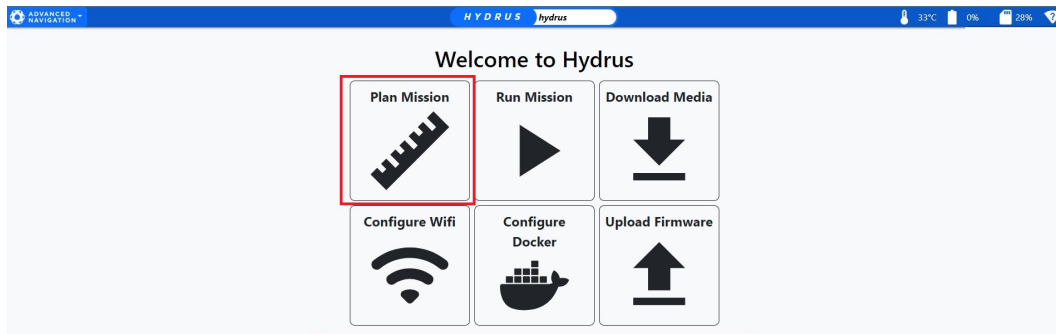 ADVANCED NAVIGATION
HYDRUS hydrus
33°C 0% 28% ?
Welcome to Hydrus
Plan Mission
Run Mission
Download Media
Configure Wifi
Configure
Docker
Upload Firmware